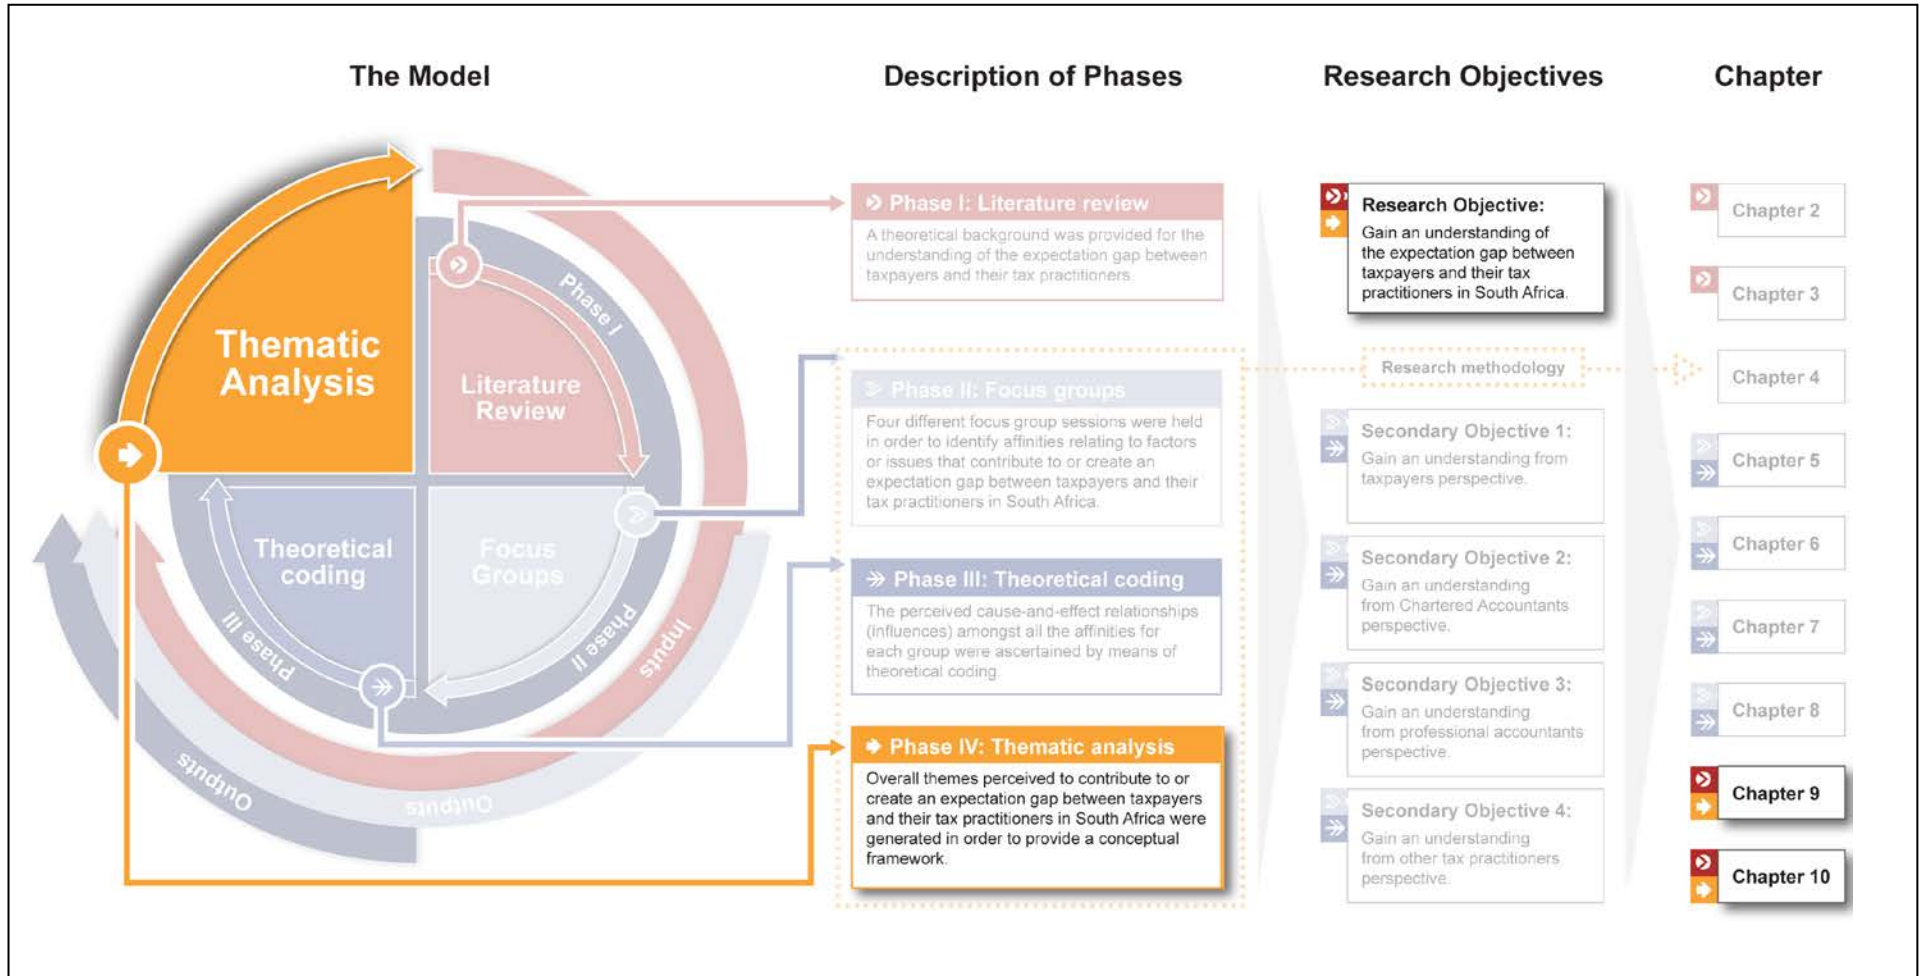 The Model
Description of Phases
Research Objectives
Chapter
Thematic
Analysis
Literature
Review
Theoretical
coding
Focus
Groups
Phase I
Phase II
Phase III
Inputs
Outputs
Outputs
Phase I: Literature review
A theoretical background was provided for the
understanding of the expectation gap between
taxpayers and their tax practitioners.
Phase II: Focus groups
Four different focus group sessions were held
in order to identify affinities relating to factors
or issues that contribute to or create an
expectation gap between taxpayers and their
tax practitioners in South Africa.
Phase III: Theoretical coding
The perceived cause-and-effect relationships
(influences) amongst all the affinities for
each group were ascertained by means of
theoretical coding.
Phase IV: Thematic analysis
Overall themes perceived to contribute to or
create an expectation gap between taxpayers
and their tax practitioners in South Africa were
generated in order to provide a conceptual
framework.
Research Objective:
Gain an understanding of
the expectation gap between
taxpayers and their tax
practitioners in South Africa.
Research methodology
Secondary Objective 1:
Gain an understanding from
taxpayers perspective.
Secondary Objective 2:
Gain an understanding
from Chartered Accountants
perspective.
Secondary Objective 3:
Gain an understanding
from professional accountants
perspective.
Secondary Objective 4:
Gain an understanding
from other tax practitioners
perspective.
Chapter 2
Chapter 3
Chapter 4
Chapter 5
Chapter 6
Chapter 7
Chapter 8
Chapter 9
Chapter 10